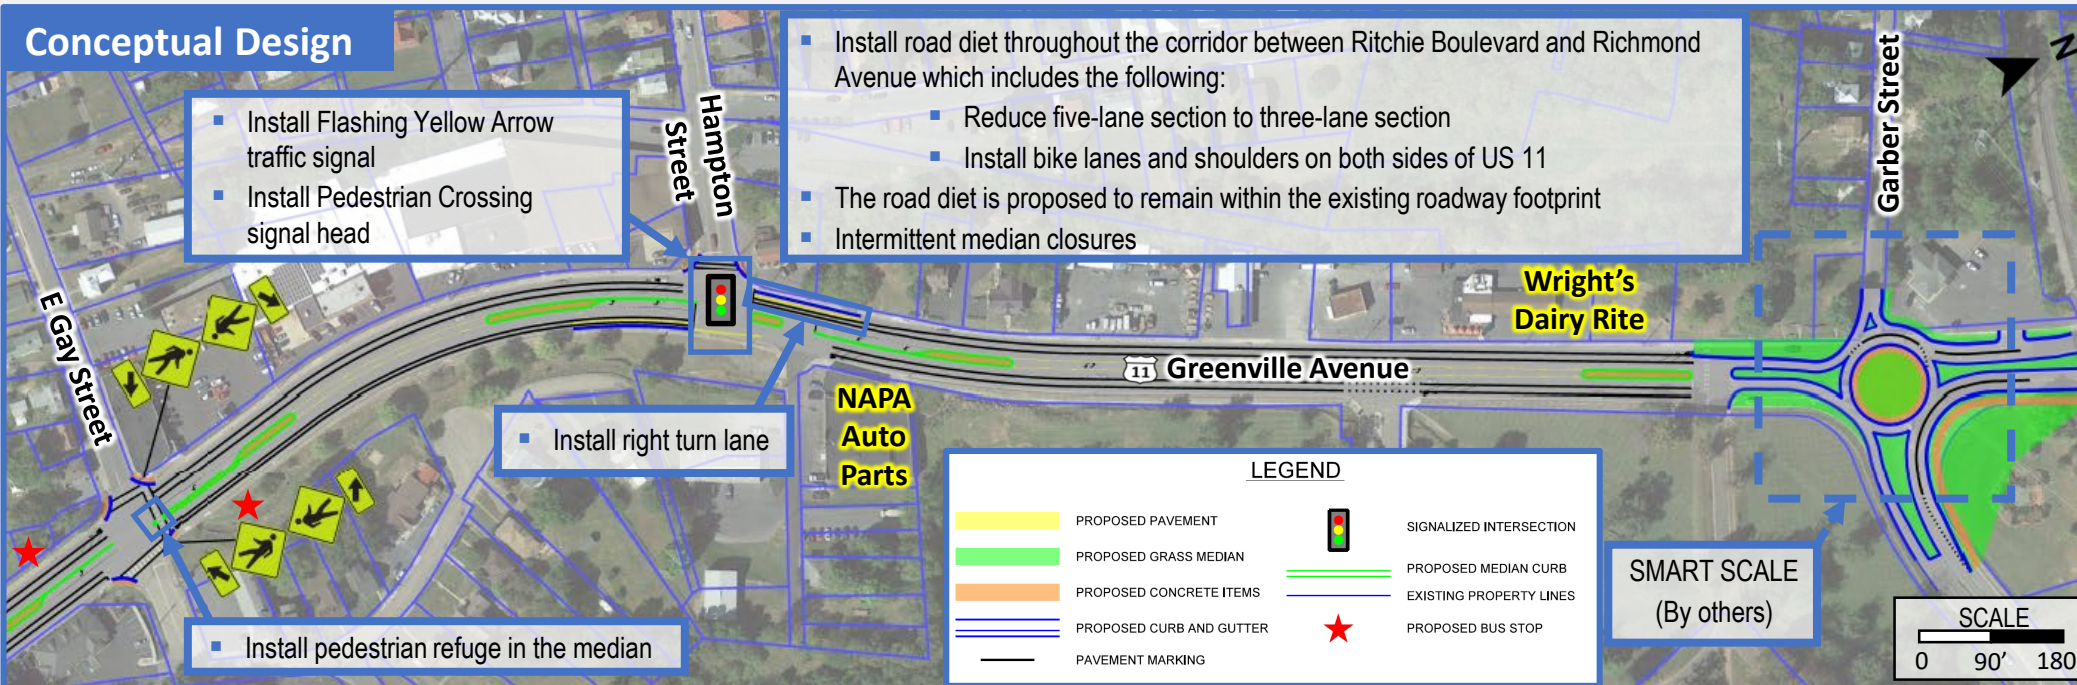 Conceptual Design
Install Flashing Yellow Arrow
traffic signal
Install Pedestrian Crossing
signal head
Hampton
Street
Install road diet throughout the corridor between Ritchie Boulevard and Richmond
Avenue which includes the following:
Reduce five-lane section to three-lane section
Install bike lanes and shoulders on both sides of US 11
The road diet is proposed to remain within the existing roadway footprint
Intermittent median closures
Garber Street
N
E Gay Street
Wright's
Dairy Rite
11 Greenville Avenue
NAPA
Auto
Parts
Install right turn lane
Install pedestrian refuge in the median
LEGEND
PROPOSED PAVEMENT
PROPOSED GRASS MEDIAN
PROPOSED CONCRETE ITEMS
PROPOSED CURB AND GUTTER
PAVEMENT MARKING
SIGNALIZED INTERSECTION
PROPOSED MEDIAN CURB
EXISTING PROPERTY LINES
PROPOSED BUS STOP
SMART SCALE
(By others)
SCALE
0 90' 180